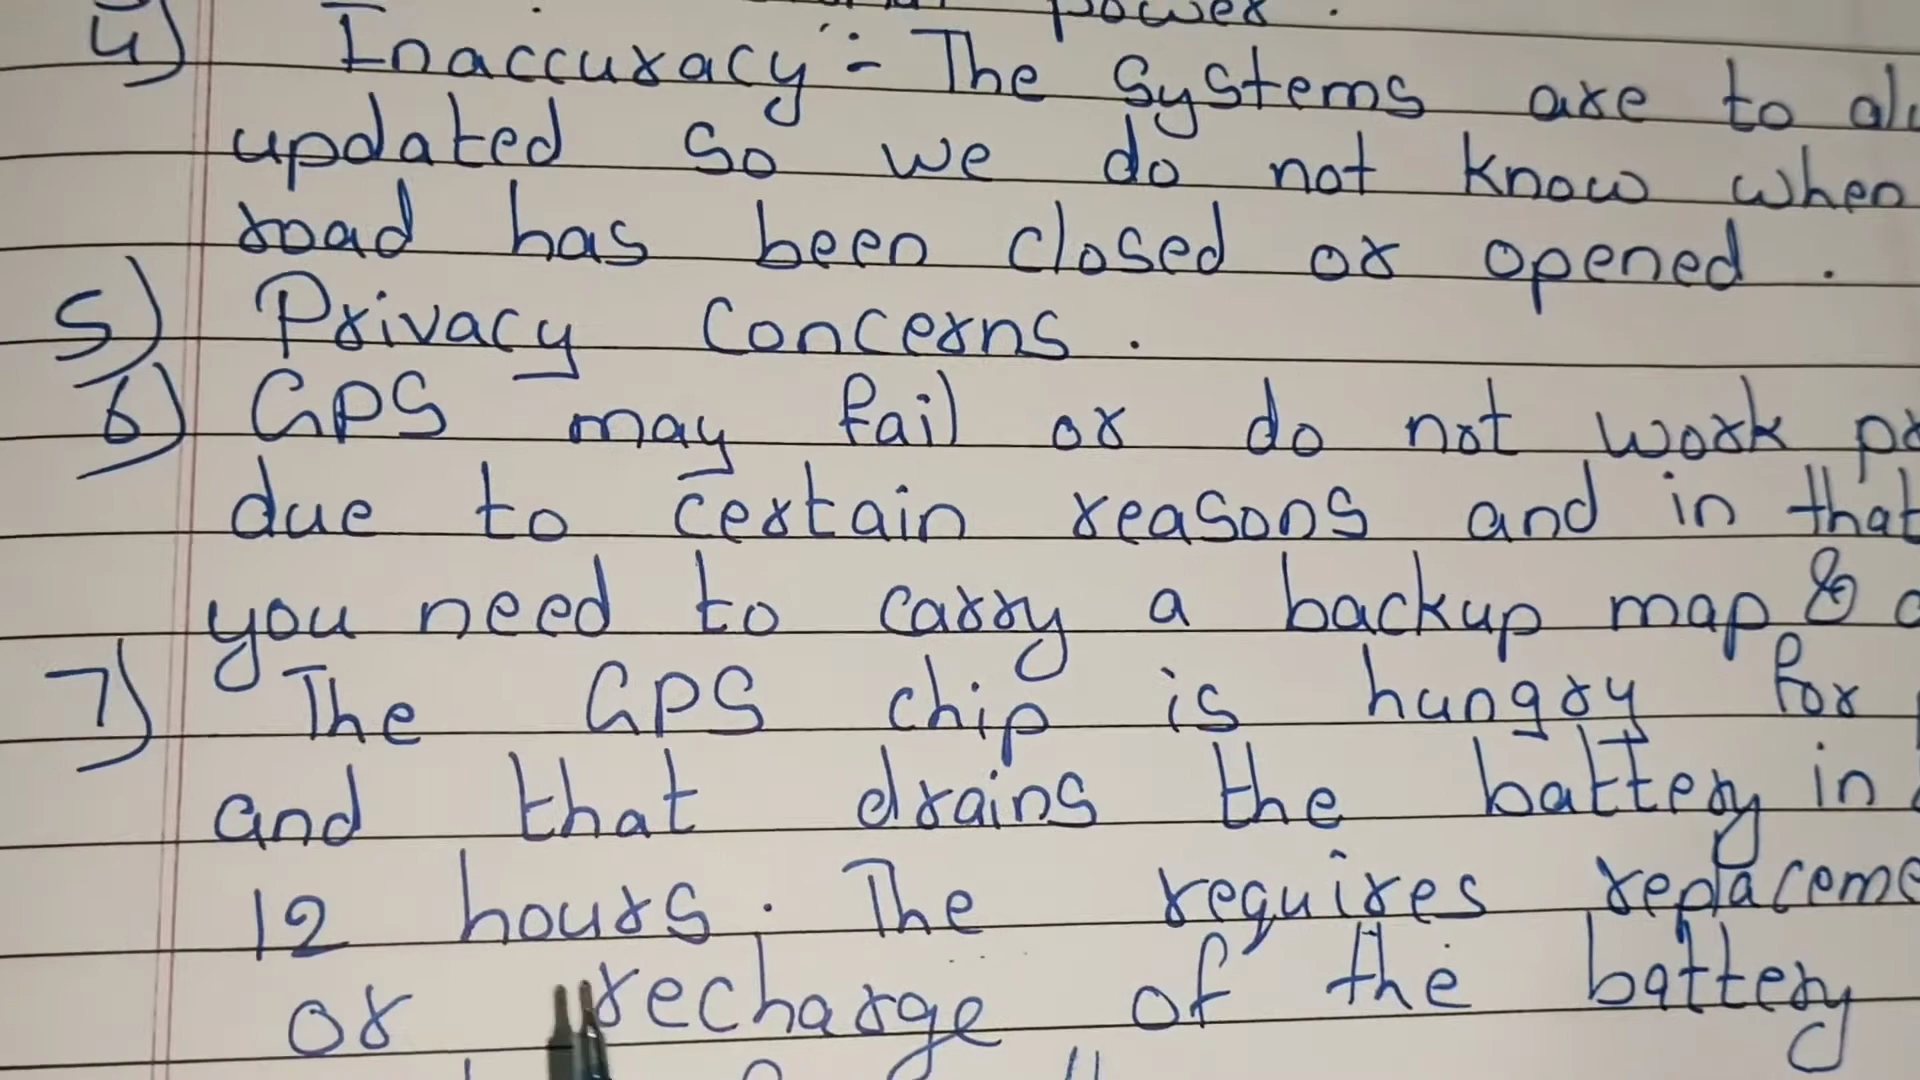 power.
4) Inaccuracy :- The Systems are to
updated so we do not know when
road has been closed or opened .
5) Privacy Concerns .
6) GPS may fail or do not work
due to certain reasons and in that
you need to carry a backup map &
7) The GPS chip is hungry for
and that drains the battery in
12 hours. The requires replaceme
or recharge of the battery